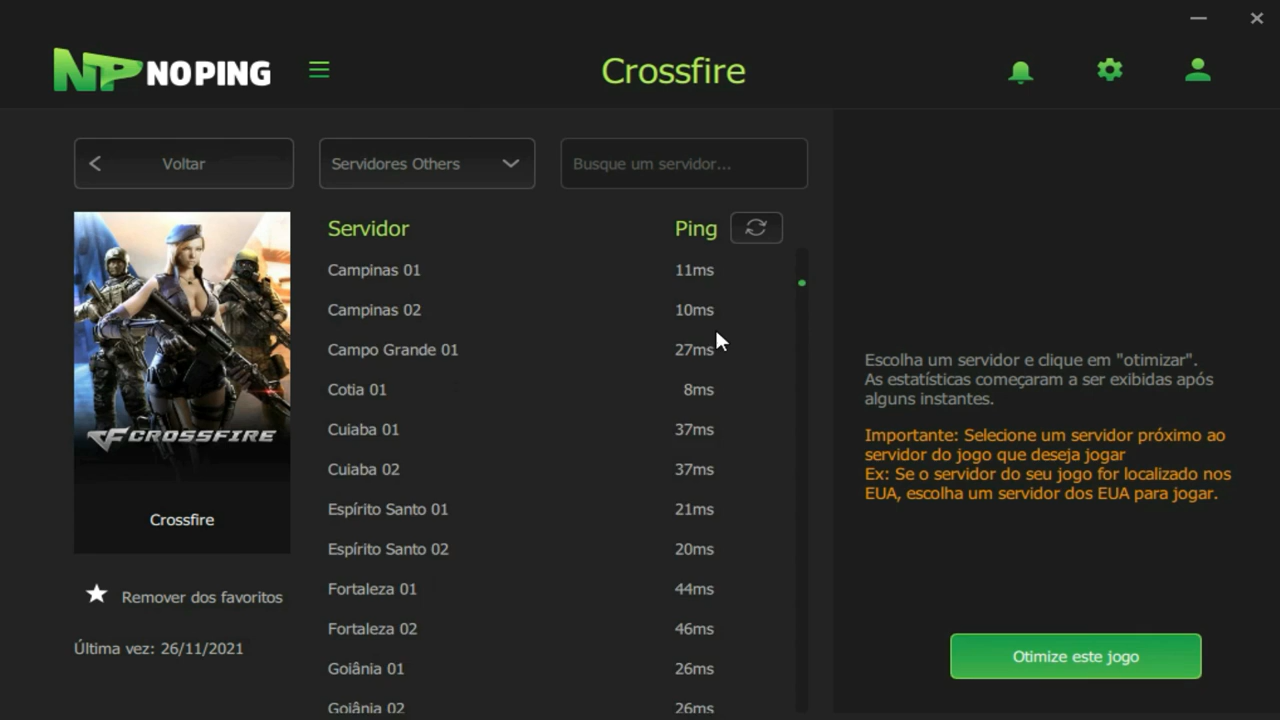 NP NOPING
Crossfire
Voltar
Servidores Others
Busque um servidor...
Servidor Ping
Campinas 01 11ms
Campinas 02 10ms
Campo Grande 01 27ms
Cotia 01 8ms
Cuiaba 01 37ms
Cuiaba 02 37ms
Espírito Santo 01 21ms
Espírito Santo 02 20ms
Fortaleza 01 44ms
Fortaleza 02 46ms
Goiânia 01 26ms
Goiânia 02 26ms
CF CROSSFIRE
Crossfire
Remover dos favoritos
Última vez: 26/11/2021
Escolha um servidor e clique em "otimizar".
As estatísticas começaram a ser exibidas após
alguns instantes.
Importante: Selecione um servidor próximo ao
servidor do jogo que deseja jogar
Ex: Se o servidor do seu jogo for localizado nos
EUA, escolha um servidor dos EUA para jogar.
Otimize este jogo